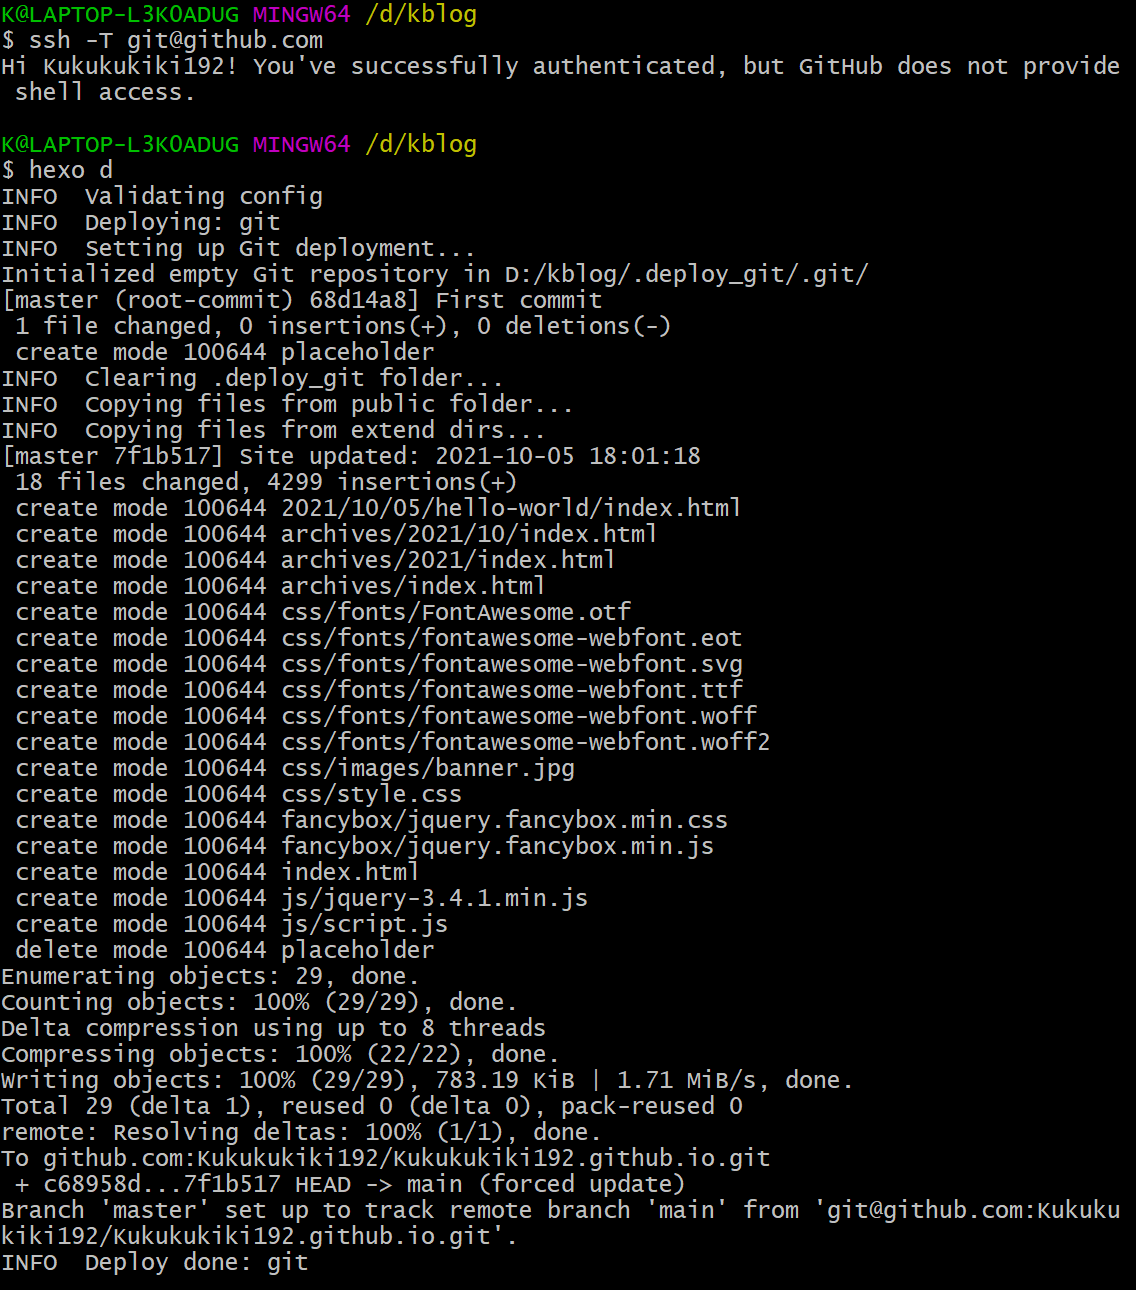 K@LAPTOP-L3K0ADUG MINGW64 /d/kblog
$ ssh -T git@github.com
Hi Kukukukiki192! You've successfully authenticated, but GitHub does not provide
 shell access.

K@LAPTOP-L3K0ADUG MINGW64 /d/kblog
$ hexo d
INFO  Validating config
INFO  Deploying: git
INFO  Setting up Git deployment...
Initialized empty Git repository in D:/kblog/.deploy_git/.git/
[master (root-commit) 68d14a8] First commit
 1 file changed, 0 insertions(+), 0 deletions(-)
 create mode 100644 placeholder
INFO  Clearing .deploy_git folder...
INFO  Copying files from public folder...
INFO  Copying files from extend dirs...
[master 7f1b517] Site updated: 2021-10-05 18:01:18
 18 files changed, 4299 insertions(+)
 create mode 100644 2021/10/05/hello-world/index.html
 create mode 100644 archives/2021/10/index.html
 create mode 100644 archives/2021/index.html
 create mode 100644 archives/index.html
 create mode 100644 css/fonts/FontAwesome.otf
 create mode 100644 css/fonts/fontawesome-webfont.eot
 create mode 100644 css/fonts/fontawesome-webfont.svg
 create mode 100644 css/fonts/fontawesome-webfont.ttf
 create mode 100644 css/fonts/fontawesome-webfont.woff
 create mode 100644 css/fonts/fontawesome-webfont.woff2
 create mode 100644 css/images/banner.jpg
 create mode 100644 css/style.css
 create mode 100644 fancybox/jquery.fancybox.min.css
 create mode 100644 fancybox/jquery.fancybox.min.js
 create mode 100644 index.html
 create mode 100644 js/jquery-3.4.1.min.js
 create mode 100644 js/script.js
 delete mode 100644 placeholder
Enumerating objects: 29, done.
Counting objects: 100% (29/29), done.
Delta compression using up to 8 threads
Compressing objects: 100% (22/22), done.
Writing objects: 100% (29/29), 783.19 KiB | 1.71 MiB/s, done.
Total 29 (delta 1), reused 0 (delta 0), pack-reused 0
remote: Resolving deltas: 100% (1/1), done.
To github.com:Kukukukiki192/Kukukukiki192.github.io.git
 + c68958d...7f1b517 HEAD -> main (forced update)
Branch 'master' set up to track remote branch 'main' from 'git@github.com:Kukuku
kiki192/Kukukukiki192.github.io.git'.
INFO  Deploy done: git